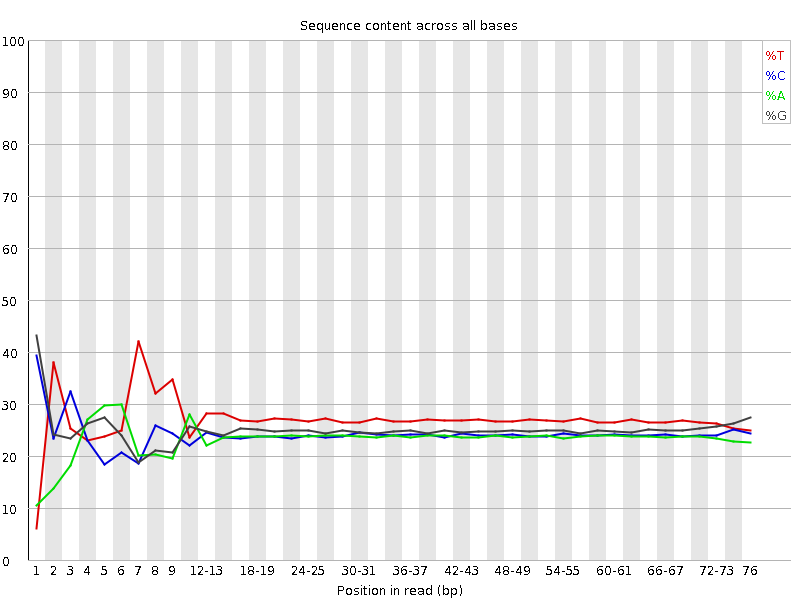 Sequence content across all bases
100
90
80
70
60
50
40
30
20
10
0
%T
%C
%A
%G
1 2 3 4 5 6 7 8 9 12-13 18-19 24-25 30-31 36-37 42-43 48-49 54-55 60-61 66-67 72-73 76
Position in read (bp)